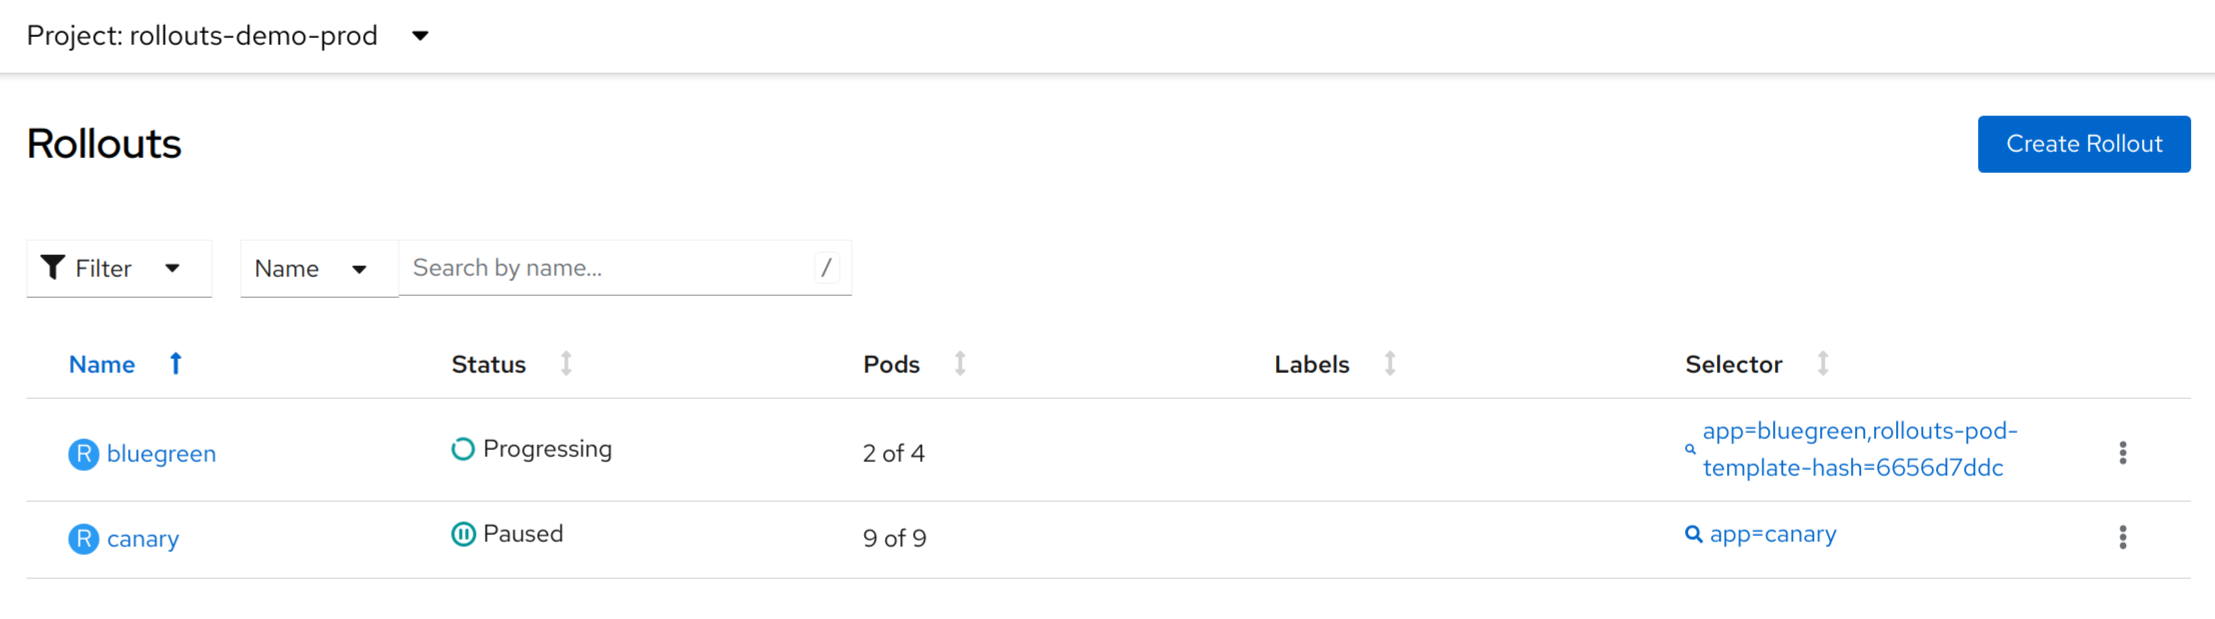 Project: rollouts-demo-prod
Rollouts
Create Rollout
Filter
Name
Search by name...
/
Name Status Pods Labels Selector
R bluegreen Progressing 2 of 4 app=bluegreen,rollouts-pod-
template-hash=6656d7ddc
R canary Paused 9 of 9 app=canary